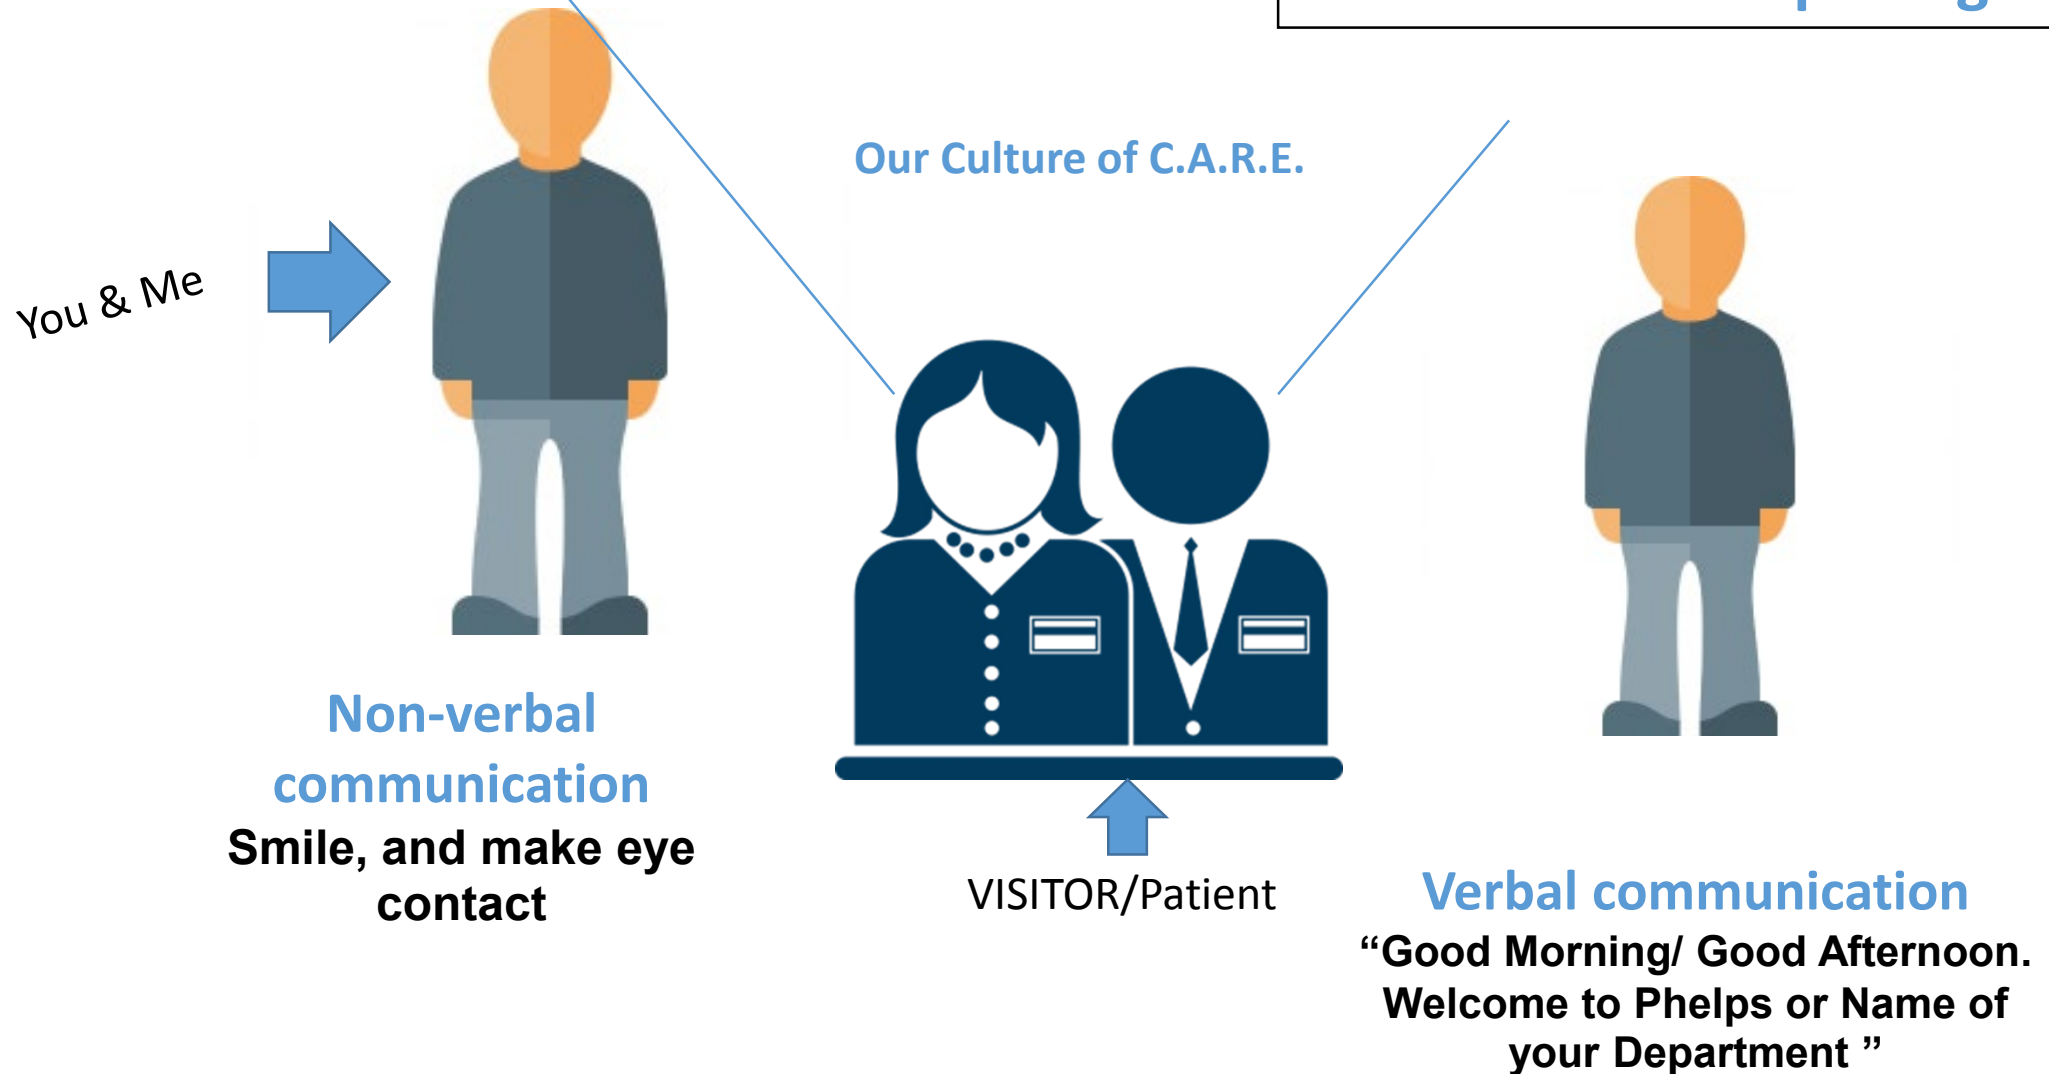 Our Culture of C.A.R.E.
You & Me
Non-verbal
communication
Smile, and make eye
contact
VISITOR/Patient
Verbal communication
“Good Morning/ Good Afternoon.
Welcome to Phelps or Name of
your Department ”